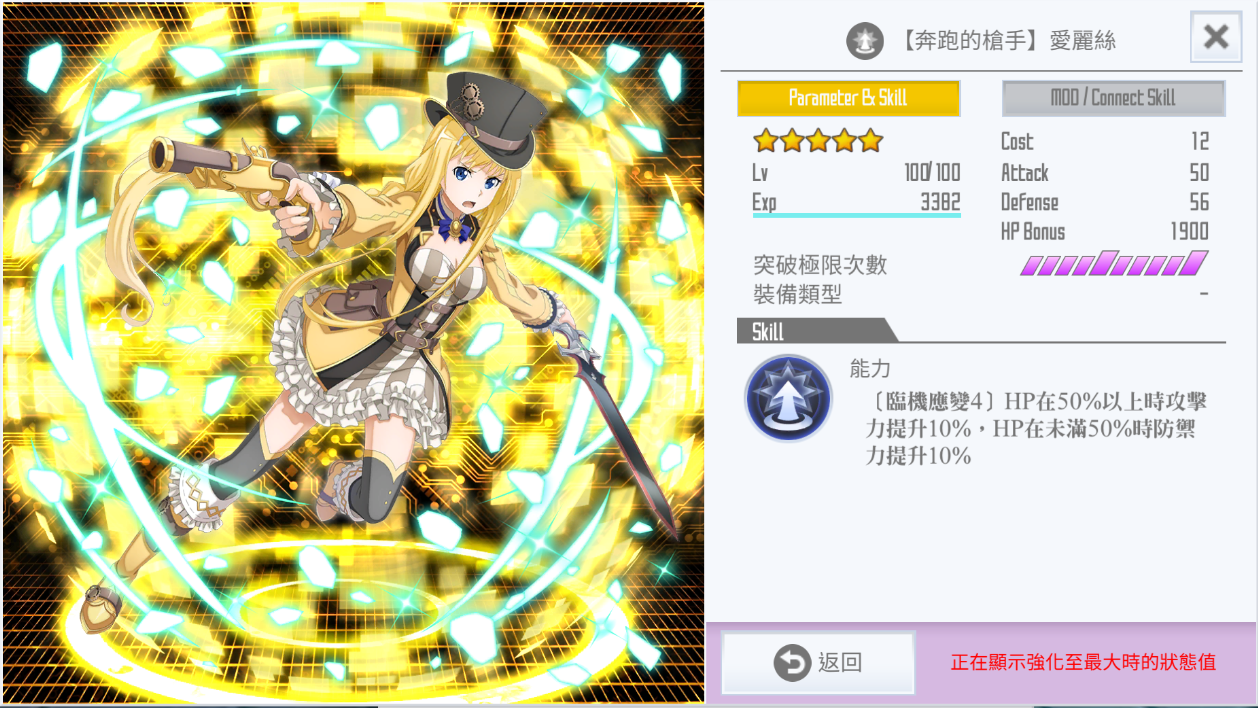 【奔跑的槍手】愛麗絲
Parameter & Skill
MOD / Connect Skill
Lv 100/100
Exp 3382
Cost 12
Attack 50
Defense 56
HP Bonus 1900
突破極限次數
裝備類型 -
Skill
能力
〔臨機應變4〕HP在50%以上時攻擊
力提升10%，HP在未滿50%時防禦
力提升10%
返回
正在顯示強化至最大時的狀態值